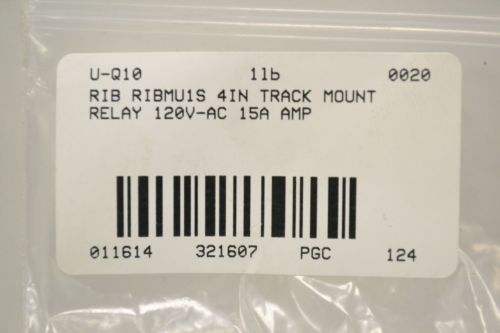 U-Q10 1lb 0020
RIB RIBMU1S 4IN TRACK MOUNT
RELAY 120V-AC 15A AMP
011614 321607 PGC 124